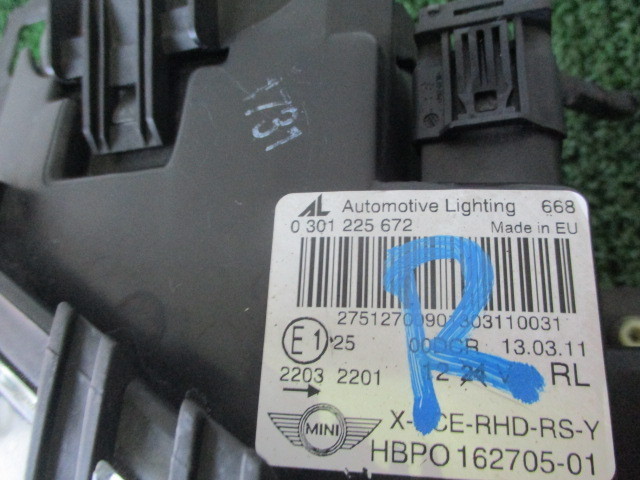 1731
AL Automotive Lighting 668
0 301 225 672 Made in EU
E1 25 13.03.11
2203 2201 RL
R
MINI
HBPO 162705-01